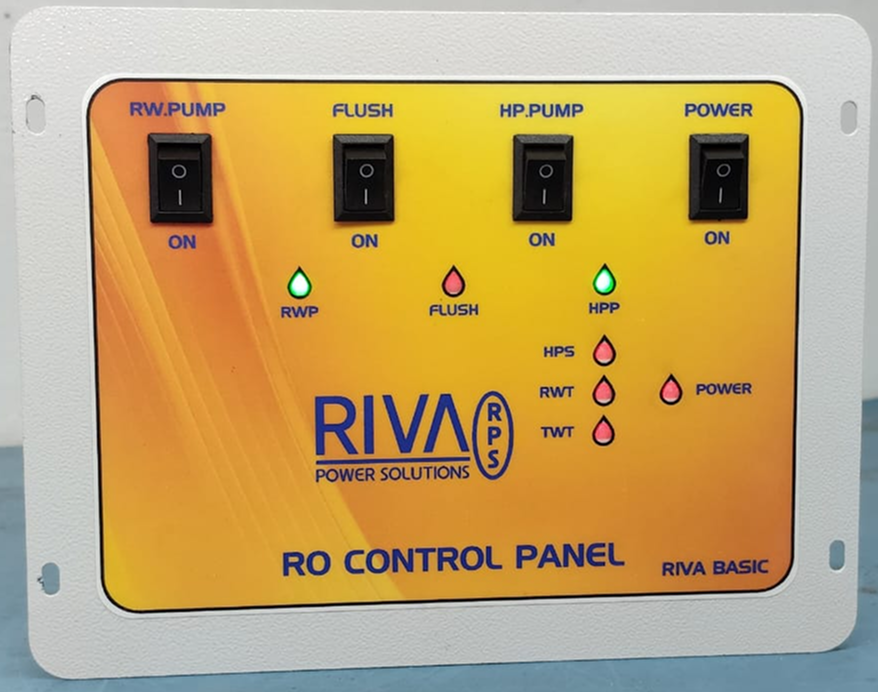 RW.PUMP FLUSH HP.PUMP POWER
O O O O
I I I I
ON ON ON ON
RWP FLUSH HPP
HPS
RWT POWER
TWT
RIVA RPS
POWER SOLUTIONS
RO CONTROL PANEL
RIVA BASIC